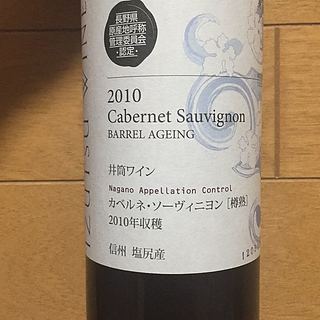 長野県
原産地呼称
管理委員会
・認定・
2010
Cabernet Sauvignon
BARREL AGEING
井筒ワイン
Nagano Appellation Control
カベルネ・ソーヴィニヨン［樽熟］
2010年収穫
信州 塩尻産